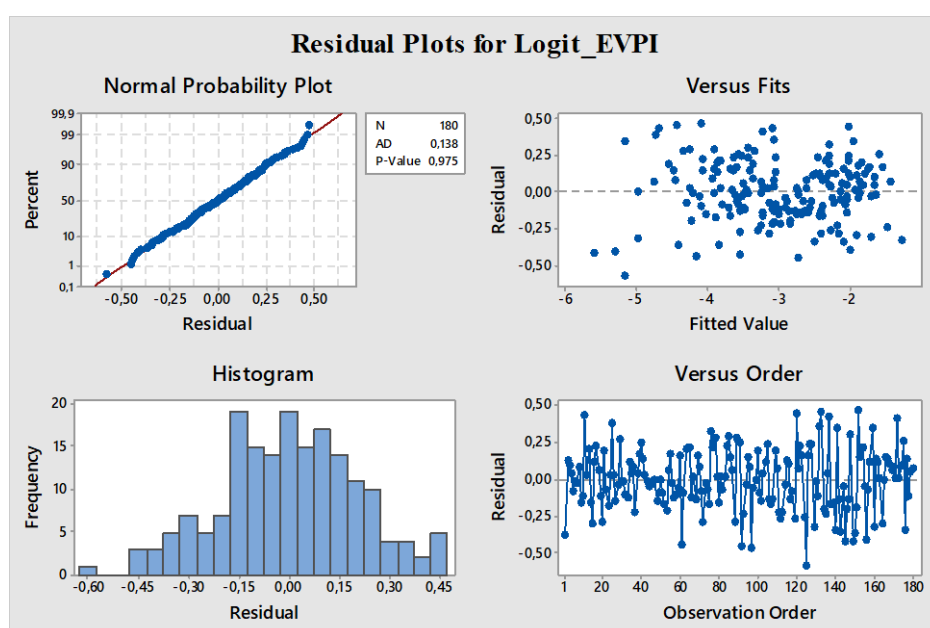 Residual Plots for Logit_EVPI
Normal Probability Plot
99,9
99
90
50
10
1
0,1
Percent
-0,50 -0,25 0,00 0,25 0,50
Residual
N 180
AD 0,138
P-Value 0,975
Versus Fits
0,50
0,25
0,00
-0,25
-0,50
Residual
-6 -5 -4 -3 -2
Fitted Value
Histogram
20
15
10
5
0
Frequency
-0,60 -0,45 -0,30 -0,15 0,00 0,15 0,30 0,45
Residual
Versus Order
0,50
0,25
0,00
-0,25
-0,50
Residual
1 20 40 60 80 100 120 140 160 180
Observation Order